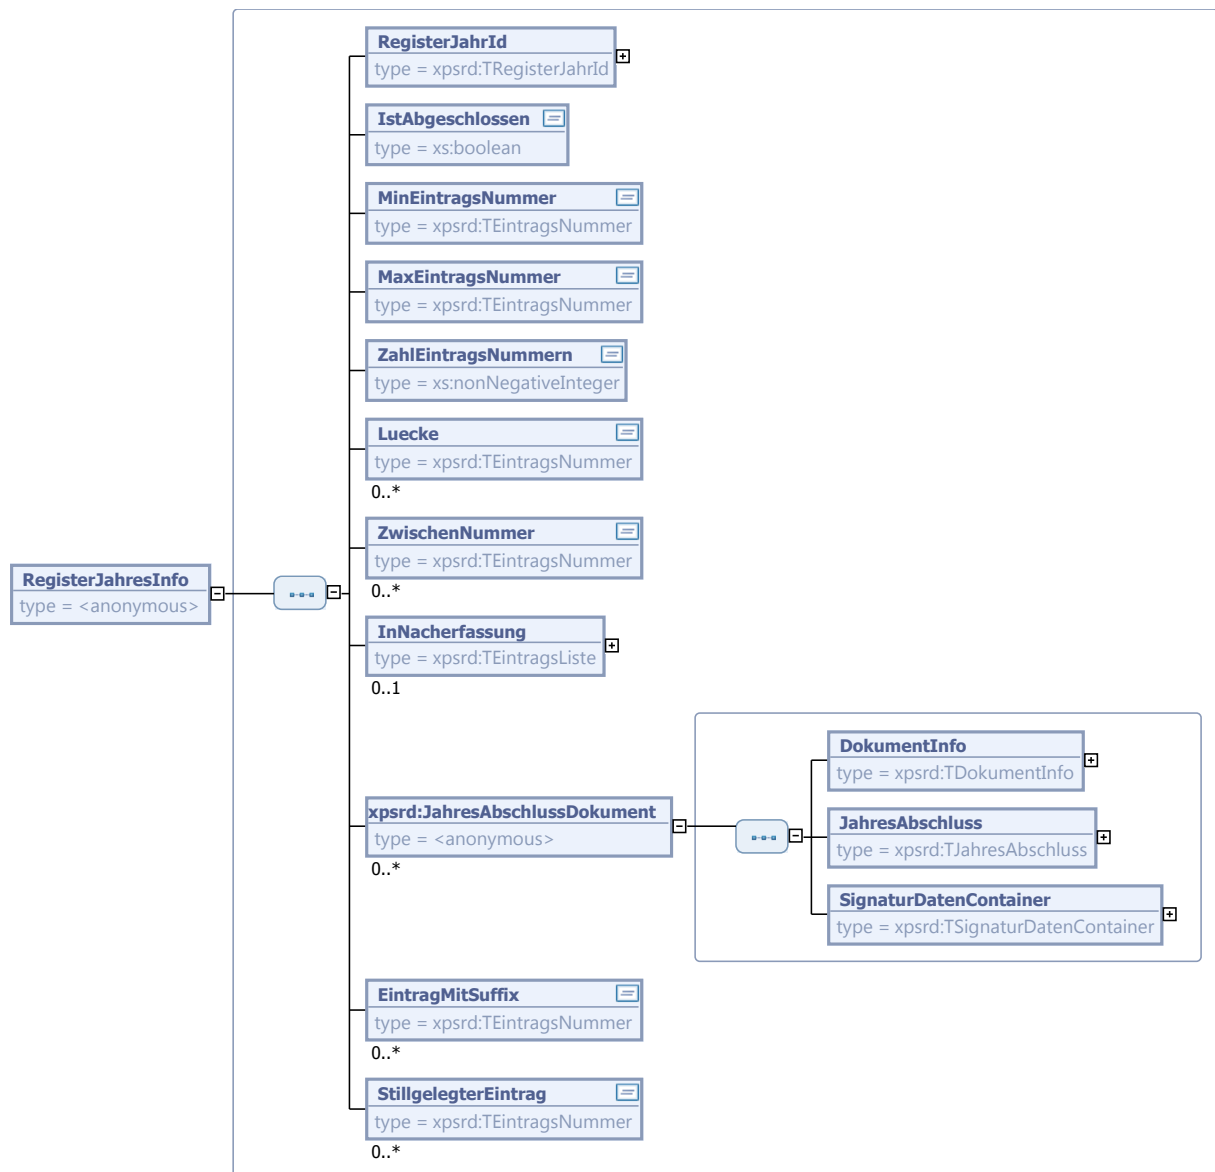 RegisterJahrId
type = xpsrd:TRegisterJahrId
IstAbgeschlossen
type = xs:boolean
MinEintragsNummer
type = xpsrd:TEintragsNummer
MaxEintragsNummer
type = xpsrd:TEintragsNummer
ZahlEintragsNummern
type = xs:nonNegativeInteger
Luecke
type = xpsrd:TEintragsNummer
0..*
ZwischenNummer
type = xpsrd:TEintragsNummer
0..*
RegisterJahresInfo
type = <anonymous>
InNacherfassung
type = xpsrd:TEintragsListe
0..1
xpsrd:JahresAbschlussDokument
type = <anonymous>
0..*
DokumentInfo
type = xpsrd:TDokumentInfo
JahresAbschluss
type = xpsrd:TJahresAbschluss
SignaturDatenContainer
type = xpsrd:TSignaturDatenContainer
EintragMitSuffix
type = xpsrd:TEintragsNummer
0..*
StillgelegterEintrag
type = xpsrd:TEintragsNummer
0..*